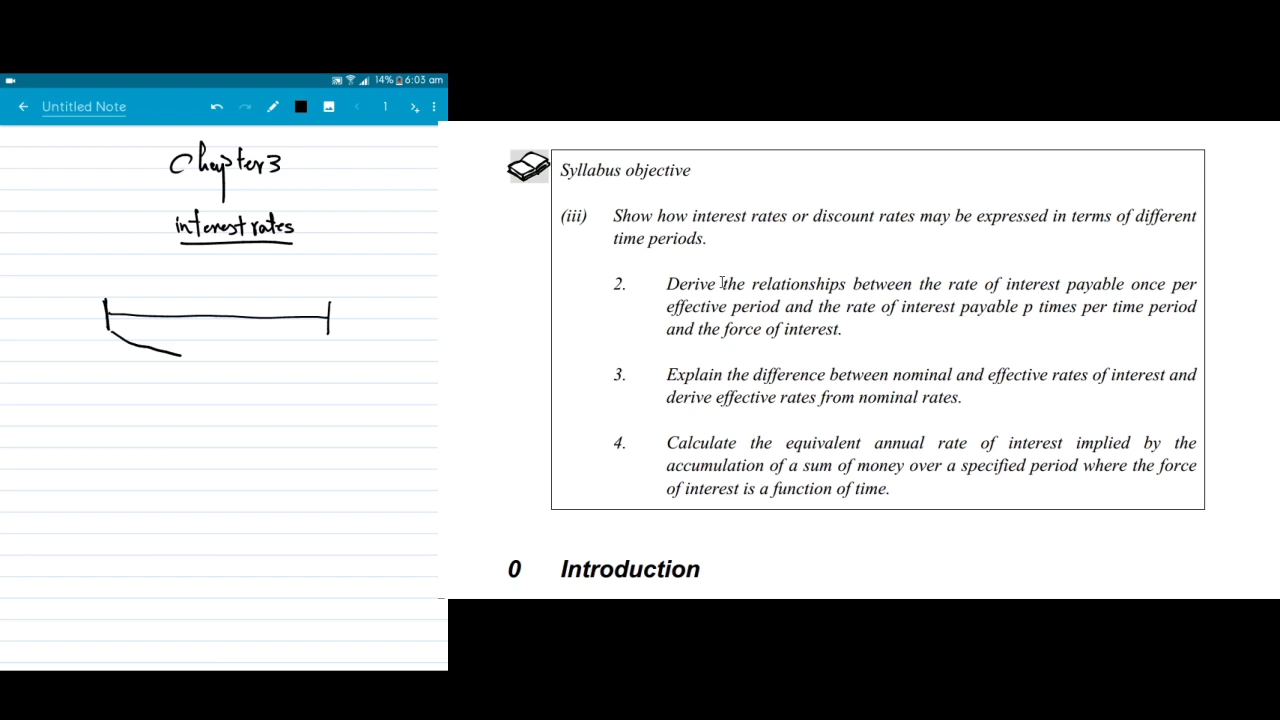 14% 6:03 am
Untitled Note
1
Chapter 3
interest rates
Syllabus objective
(iii) Show how interest rates or discount rates may be expressed in terms of different
time periods.
2. Derive the relationships between the rate of interest payable once per
effective period and the rate of interest payable p times per time period
and the force of interest.
3. Explain the difference between nominal and effective rates of interest and
derive effective rates from nominal rates.
4. Calculate the equivalent annual rate of interest implied by the
accumulation of a sum of money over a specified period where the force
of interest is a function of time.
0 Introduction